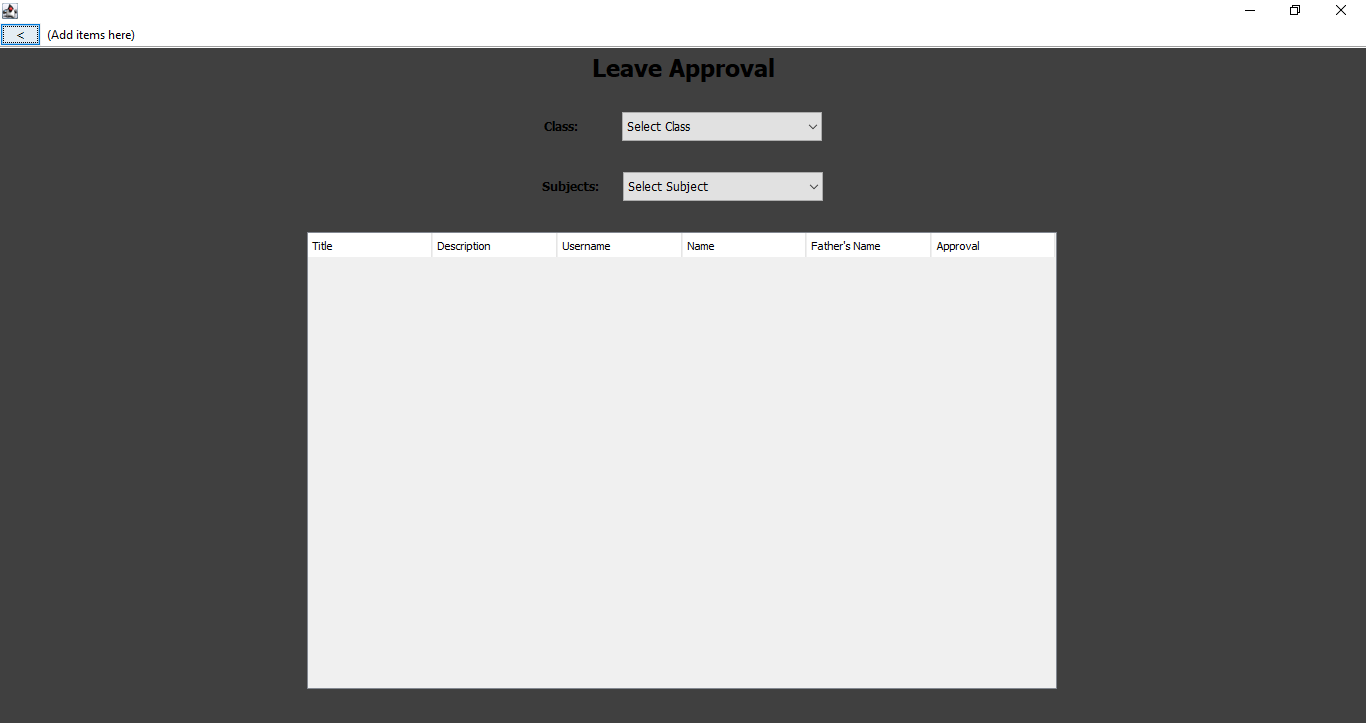 < (Add items here)
Leave Approval
Class: Select Class
Subjects: Select Subject
Title Description Username Name Father's Name Approval